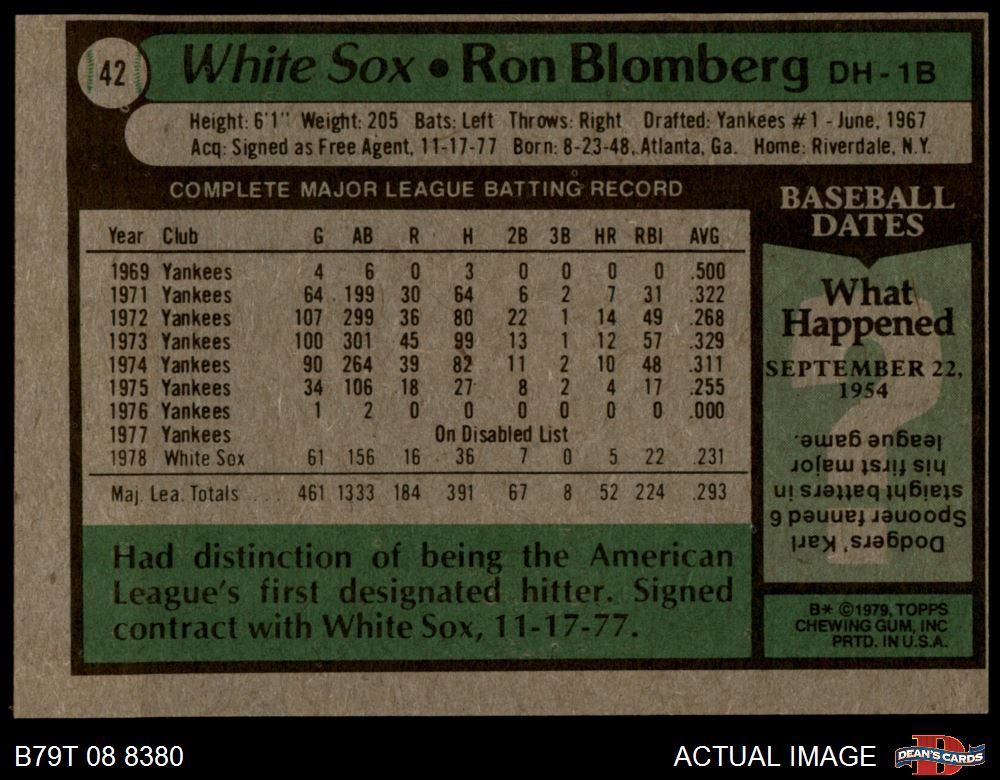 42
White Sox • Ron Blomberg DH - 1B
Height: 6'1" Weight: 205 Bats: Left Throws: Right Drafted: Yankees #1 - June, 1967
Acq: Signed as Free Agent, 11-17-77 Born: 8-23-48, Atlanta, Ga. Home: Riverdale, N.Y.
COMPLETE MAJOR LEAGUE BATTING RECORD
Year Club G AB R H 2B 3B HR RBI AVG
1969 Yankees 4 6 0 3 0 0 0 0 .500
1971 Yankees 64 199 30 64 6 2 7 31 .322
1972 Yankees 107 299 36 80 22 1 14 49 .268
1973 Yankees 100 301 45 99 13 1 12 57 .329
1974 Yankees 90 264 39 82 11 2 10 48 .311
1975 Yankees 34 106 18 27 8 2 4 17 .255
1976 Yankees 1 2 0 0 0 0 0 0 .000
1977 Yankees On Disabled List
1978 White Sox 61 156 16 36 7 0 5 22 .231
Maj. Lea. Totals ... 461 1333 184 391 67 8 52 224 .293
Had distinction of being the American
League's first designated hitter. Signed
contract with White Sox, 11-17-77.
BASEBALL
DATES
What
Happened
SEPTEMBER 22,
1954
Dodgers' Karl
Spooner fanned 6
straight batters in
his first major
league game.
B* ©1979, TOPPS
CHEWING GUM, INC
PRTD. IN U.S.A.
B79T 08 8380
ACTUAL IMAGE
DEAN'S CARDS